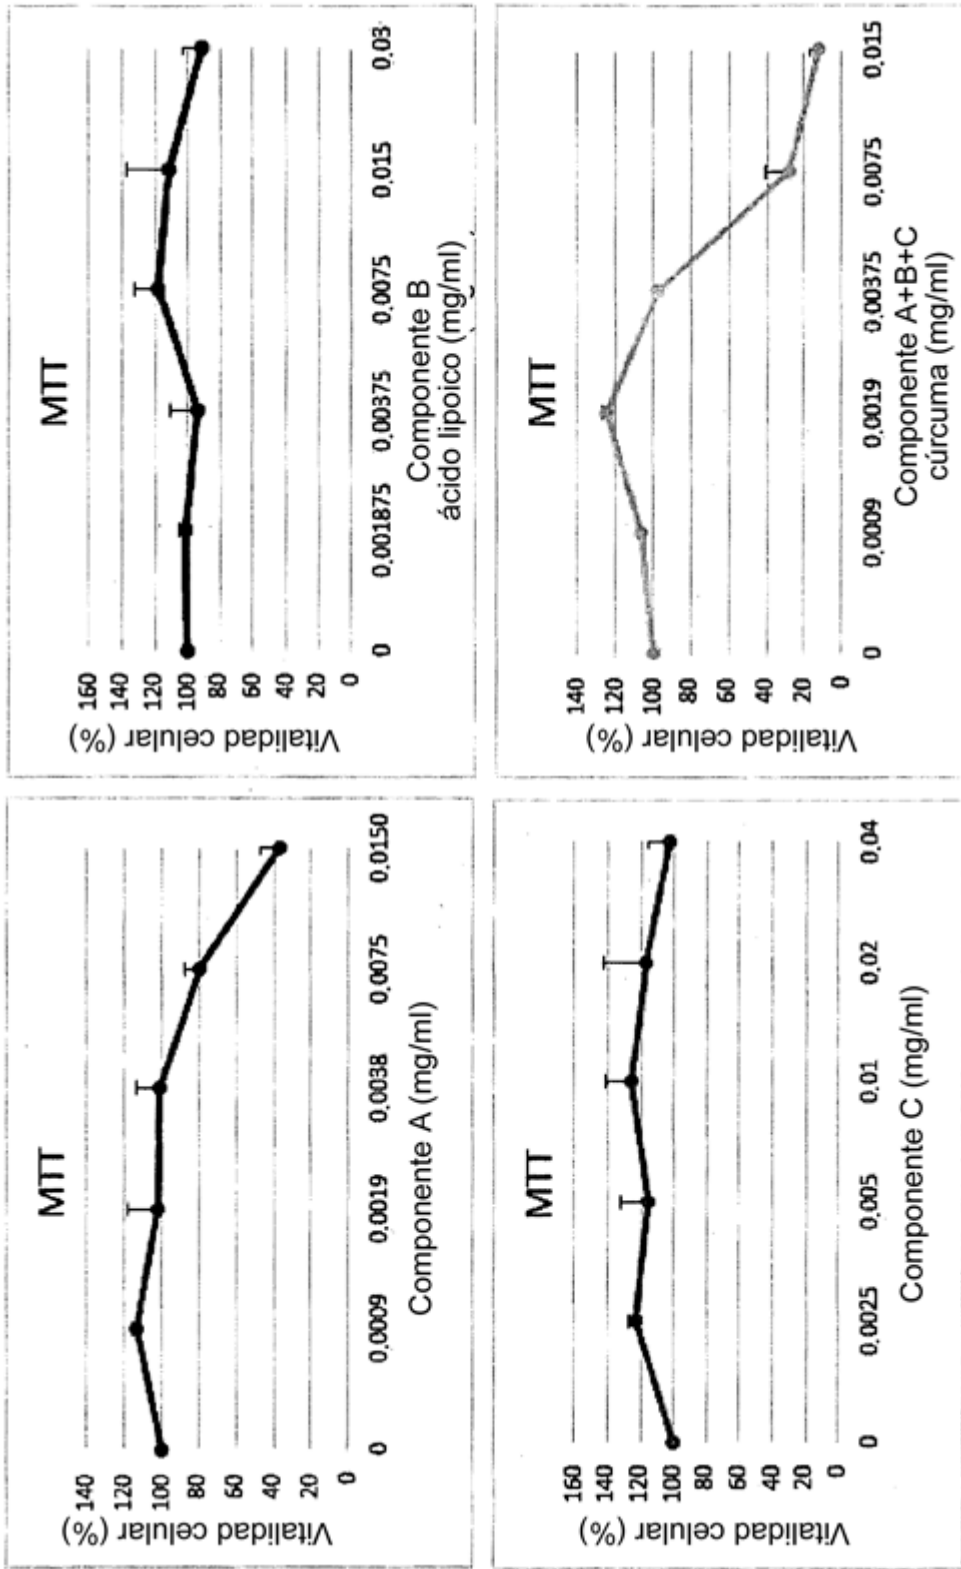 MTT
Vitalidad celular (%)
140
120
100
80
60
40
20
0
0 0,0009 0,0019 0,0038 0,0075 0,0150
Componente A (mg/ml)
MTT
Vitalidad celular (%)
160
140
120
100
80
60
40
20
0
0 0,001875 0,00375 0,0075 0,015 0,03
Componente B
ácido lipoico (mg/ml)
MTT
Vitalidad celular (%)
160
140
120
100
80
60
40
20
0
0 0,0025 0,005 0,01 0,02 0,04
Componente C (mg/ml)
MTT
Vitalidad celular (%)
140
120
100
80
60
40
20
0
0 0,0009 0,0019 0,00375 0,0075 0,015
Componente A+B+C
cúrcuma (mg/ml)